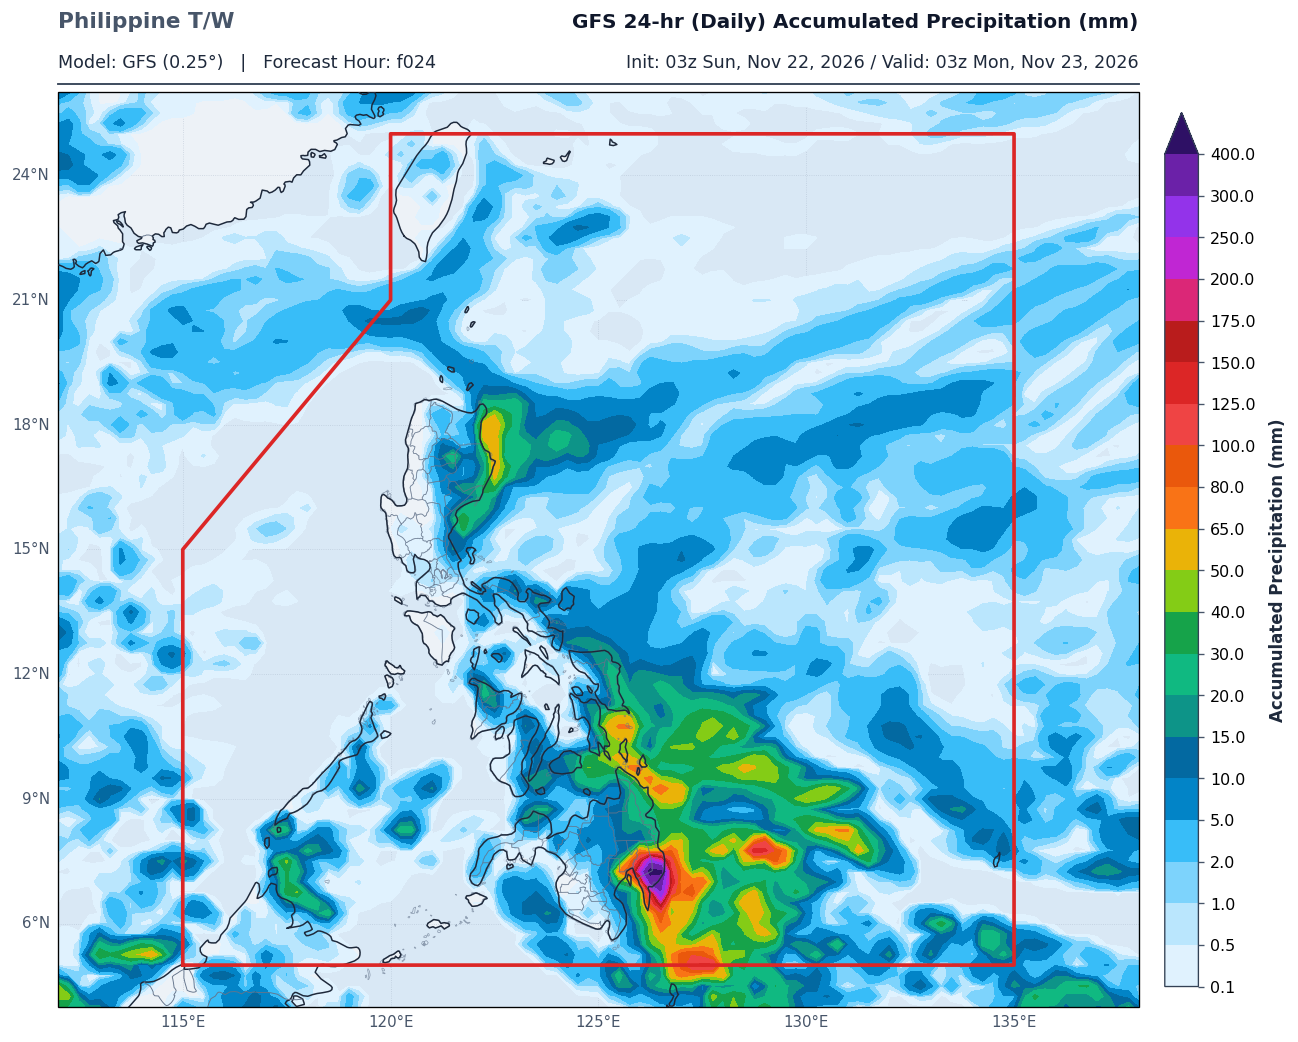 Philippine T/W
GFS 24-hr (Daily) Accumulated Precipitation (mm)
Model: GFS (0.25°)   |   Forecast Hour: f024
Init: 03z Sun, Nov 22, 2026 / Valid: 03z Mon, Nov 23, 2026
24°N
21°N
18°N
15°N
12°N
9°N
6°N
115°E
120°E
125°E
130°E
135°E
400.0
300.0
250.0
200.0
175.0
150.0
125.0
100.0
80.0
65.0
50.0
40.0
30.0
20.0
15.0
10.0
5.0
2.0
1.0
0.5
0.1
Accumulated Precipitation (mm)